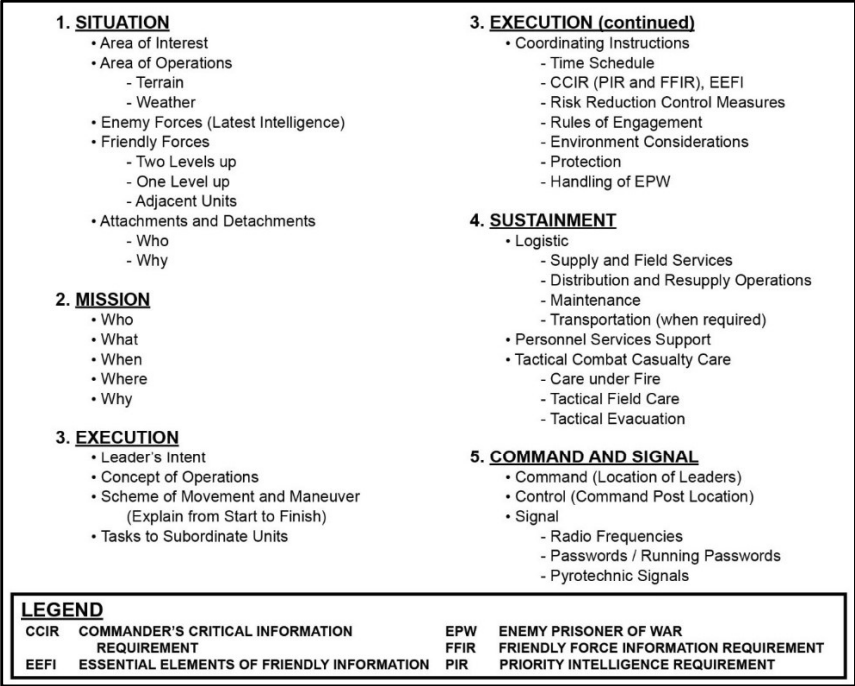 1. SITUATION
• Area of Interest
• Area of Operations
- Terrain
- Weather
• Enemy Forces (Latest Intelligence)
• Friendly Forces
- Two Levels up
- One Level up
- Adjacent Units
• Attachments and Detachments
- Who
- Why
2. MISSION
• Who
• What
• When
• Where
• Why
3. EXECUTION
• Leader's Intent
• Concept of Operations
• Scheme of Movement and Maneuver
(Explain from Start to Finish)
• Tasks to Subordinate Units
3. EXECUTION (continued)
• Coordinating Instructions
- Time Schedule
- CCIR (PIR and FFIR), EEFI
- Risk Reduction Control Measures
- Rules of Engagement
- Environment Considerations
- Protection
- Handling of EPW
4. SUSTAINMENT
• Logistic
- Supply and Field Services
- Distribution and Resupply Operations
- Maintenance
- Transportation (when required)
• Personnel Services Support
• Tactical Combat Casualty Care
- Care under Fire
- Tactical Field Care
- Tactical Evacuation
5. COMMAND AND SIGNAL
• Command (Location of Leaders)
• Control (Command Post Location)
• Signal
- Radio Frequencies
- Passwords / Running Passwords
- Pyrotechnic Signals
LEGEND
CCIR COMMANDER'S CRITICAL INFORMATION
REQUIREMENT
EEFI ESSENTIAL ELEMENTS OF FRIENDLY INFORMATION
EPW ENEMY PRISONER OF WAR
FFIR FRIENDLY FORCE INFORMATION REQUIREMENT
PIR PRIORITY INTELLIGENCE REQUIREMENT